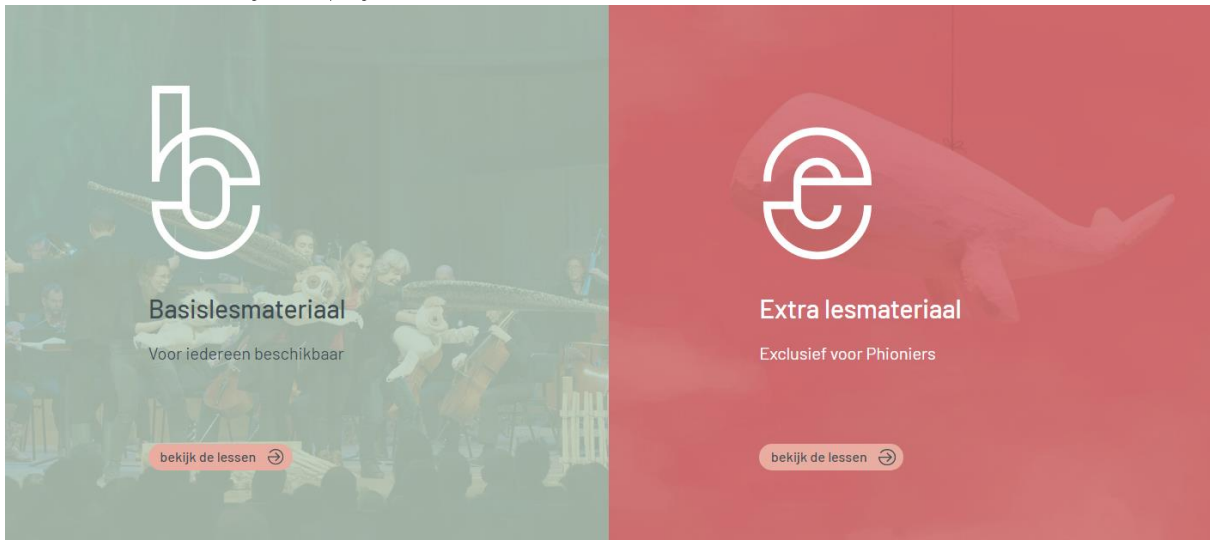 b
Basislesmateriaal
Voor iedereen beschikbaar
bekijk de lessen
e
Extra lesmateriaal
Exclusief voor Phioniers
bekijk de lessen